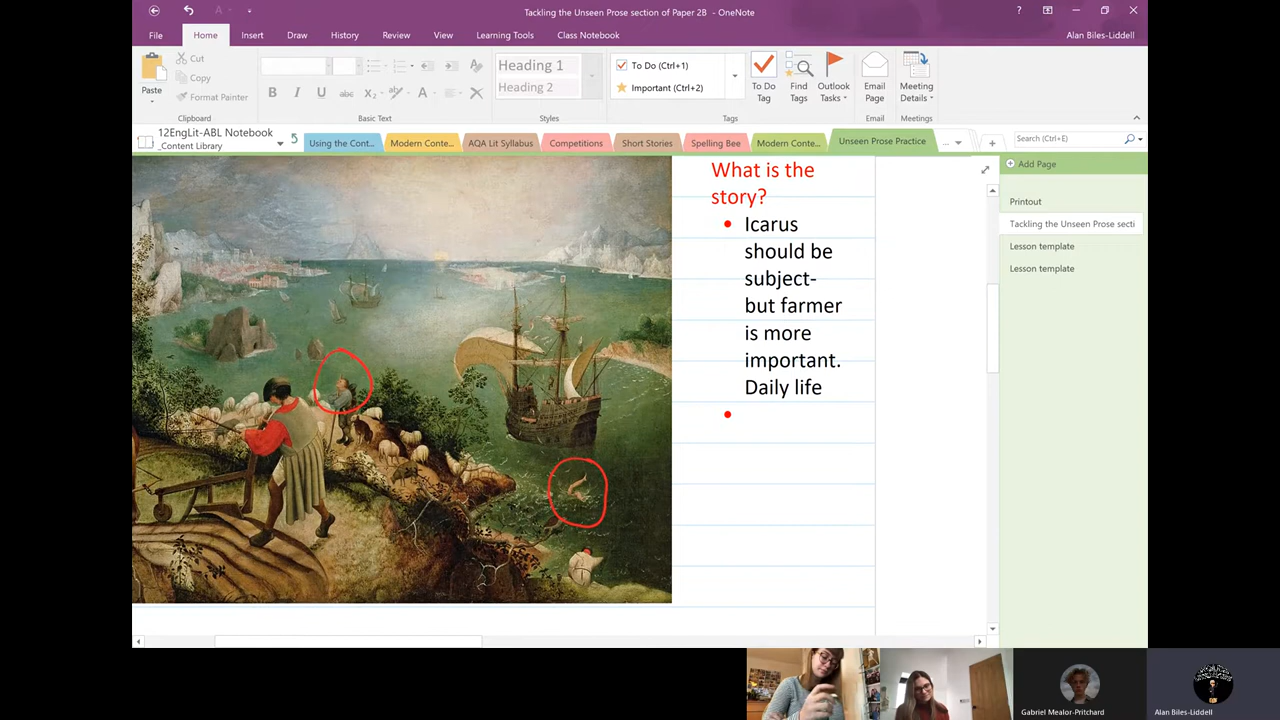 Tackling the Unseen Prose section of Paper 2B - OneNote
File Home Insert Draw History Review View Learning Tools Class Notebook Alan Biles-Liddell
Paste
Cut
Copy
Format Painter
Clipboard
B I U abc X₂ A
Basic Text
Heading 1
Heading 2
Styles
To Do (Ctrl+1)
Important (Ctrl+2)
Tags
To Do Tag
Find Tags
Outlook Tasks
Email Page
Email
Meeting Details
Meetings
12EngLit-ABL Notebook
_Content Library
Using the Cont... Modern Conte... AQA Lit Syllabus Competitions Short Stories Spelling Bee Modern Conte... Unseen Prose Practice ...
Search (Ctrl+E)
Add Page
Printout
Tackling the Unseen Prose secti
Lesson template
Lesson template
What is the
story?
Icarus
should be
subject-
but farmer
is more
important.
Daily life
Gabriel Mealor-Pritchard
Alan Biles-Liddell